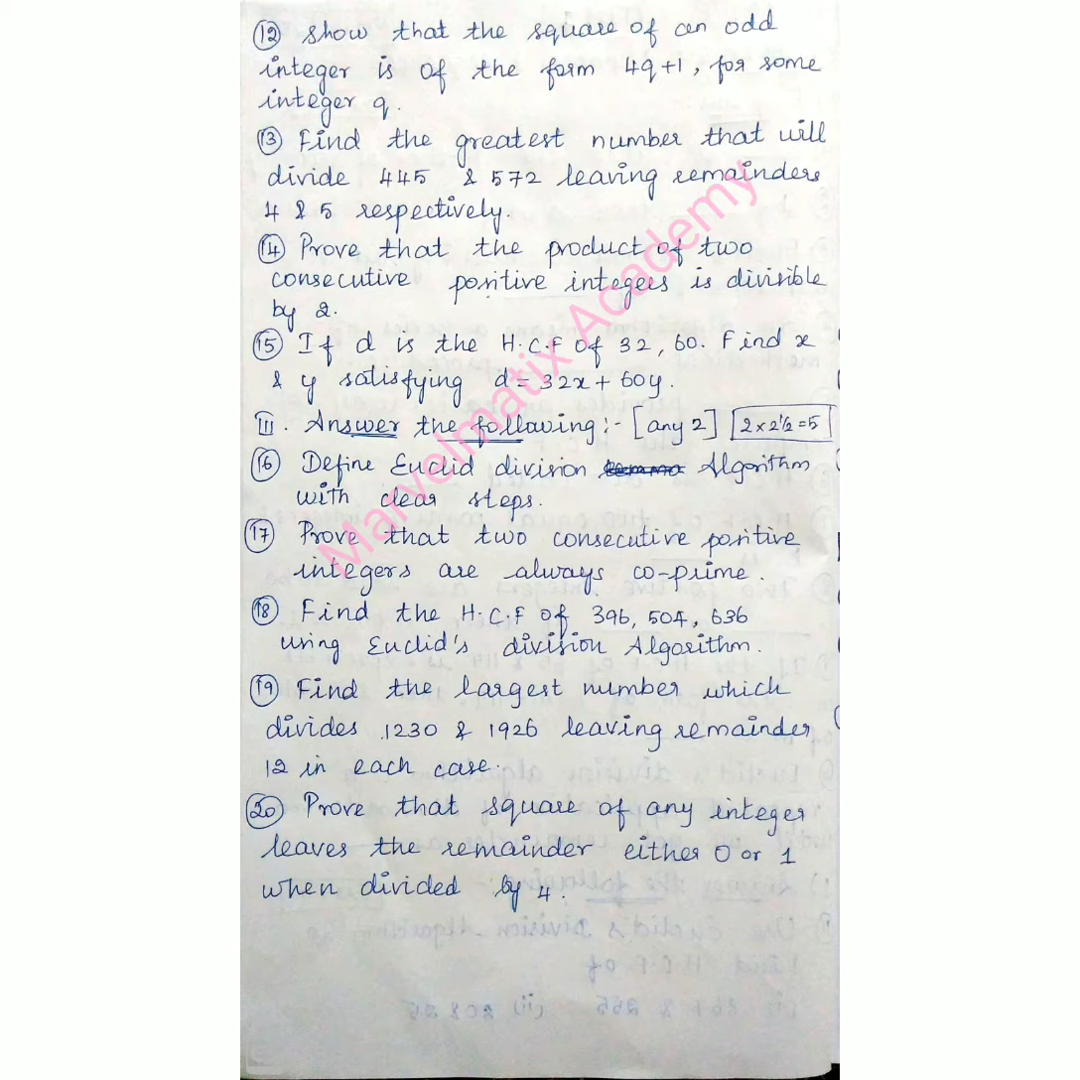 12 Show that the square of an odd
integer is of the form 4q+1, for some
integer q.
13 Find the greatest number that will
divide 445 & 572 leaving remainders
4 & 5 respectively.
14 Prove that the product of two
consecutive positive integers is divisible
by 2.
15 If d is the H.C.F of 32, 60. Find x
& y satisfying d = 32x + 60y.
III. Answer the following:- [any 2] 2 x 2½ = 5
16 Define Euclid division lemma Algorithm
with clear steps.
17 Prove that two consecutive positive
integers are always co-prime.
18 Find the H.C.F of 396, 504, 636
using Euclid's division Algorithm.
19 Find the largest number which
divides 1230 & 1926 leaving remainder
12 in each case.
20 Prove that square of any integer
leaves the remainder either 0 or 1
when divided by 4.
Marvelmatix Academy